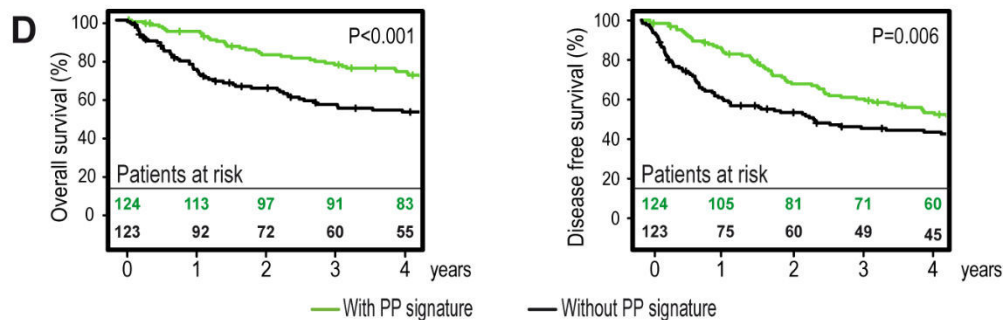 D
Overall survival (%)
100
80
60
40
20
0
P<0.001
Patients at risk
124 113 97 91 83
123 92 72 60 55
0 1 2 3 4 years
Disease free survival (%)
100
80
60
40
20
0
P=0.006
Patients at risk
124 105 81 71 60
123 75 60 49 45
0 1 2 3 4 years
With PP signature
Without PP signature